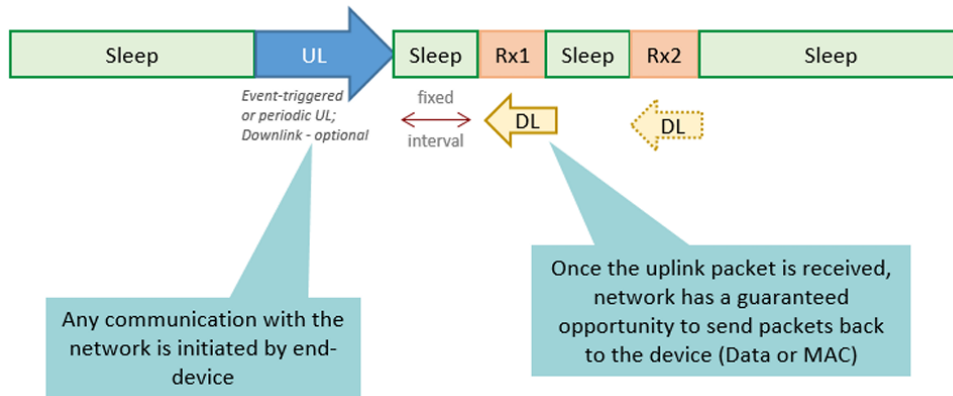 Sleep
UL
Sleep
Rx1
Sleep
Rx2
Sleep
Event-triggered
or periodic UL;
Downlink - optional
fixed
interval
DL
DL
Any communication with the
network is initiated by end-
device
Once the uplink packet is received,
network has a guaranteed
opportunity to send packets back
to the device (Data or MAC)